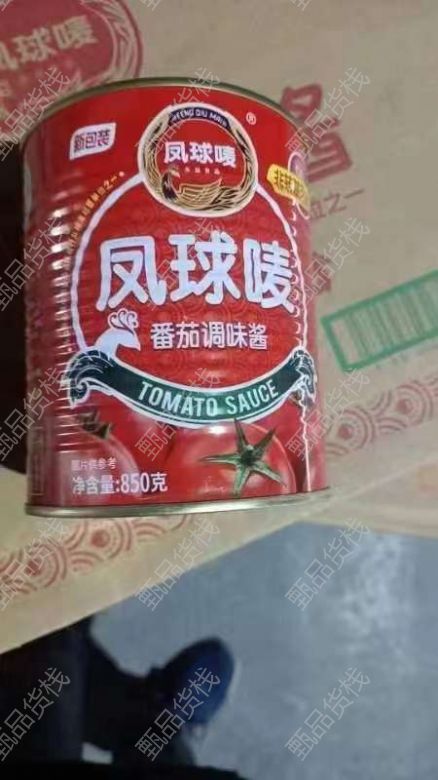 新包装
FENG QIU MAI
®
凤球唛
非转基因
凤球唛
番茄调味酱
TOMATO SAUCE
图片供参考
净含量:850克
之一
甄品货栈